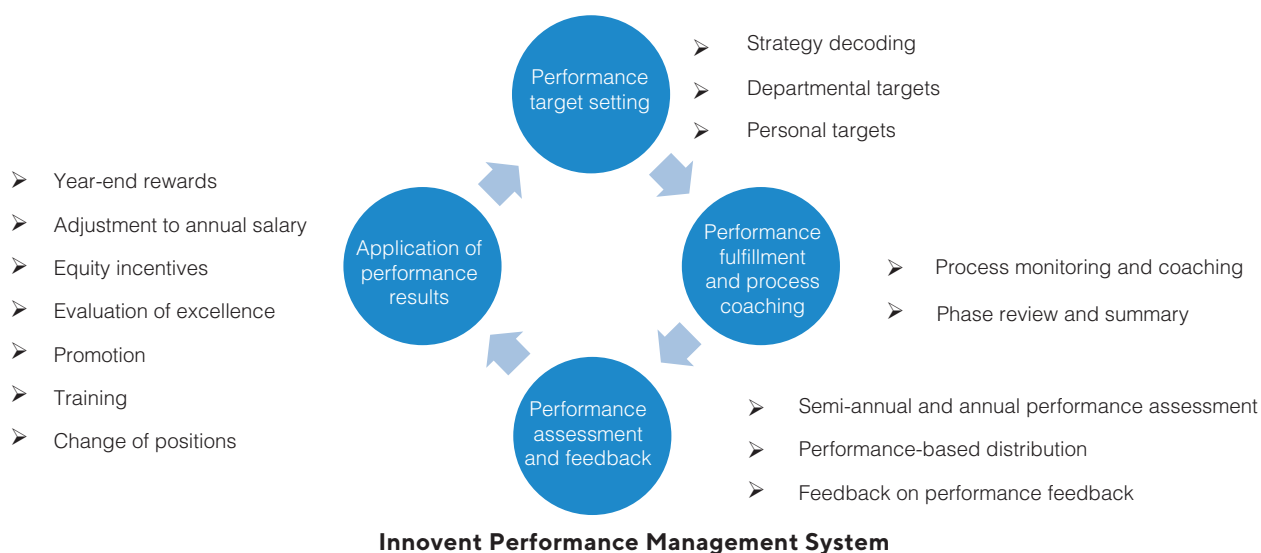 Performance
target setting
➢ Strategy decoding
➢ Departmental targets
➢ Personal targets
Performance
fulfillment
and process
coaching
➢ Process monitoring and coaching
➢ Phase review and summary
Performance
assessment
and feedback
➢ Semi-annual and annual performance assessment
➢ Performance-based distribution
➢ Feedback on performance feedback
Application of
performance
results
➢ Year-end rewards
➢ Adjustment to annual salary
➢ Equity incentives
➢ Evaluation of excellence
➢ Promotion
➢ Training
➢ Change of positions
Innovent Performance Management System